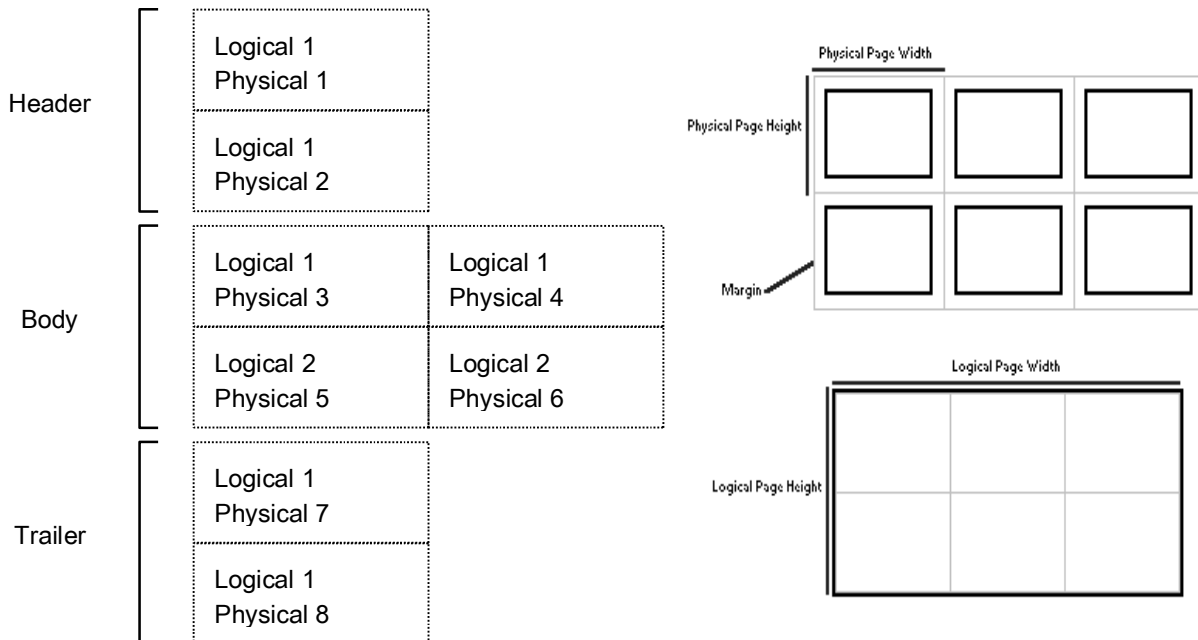 Header
Logical 1
Physical 1
Logical 1
Physical 2
Body
Logical 1
Physical 3
Logical 1
Physical 4
Logical 2
Physical 5
Logical 2
Physical 6
Trailer
Logical 1
Physical 7
Logical 1
Physical 8
Physical Page Width
Physical Page Height
Margin
Logical Page Width
Logical Page Height